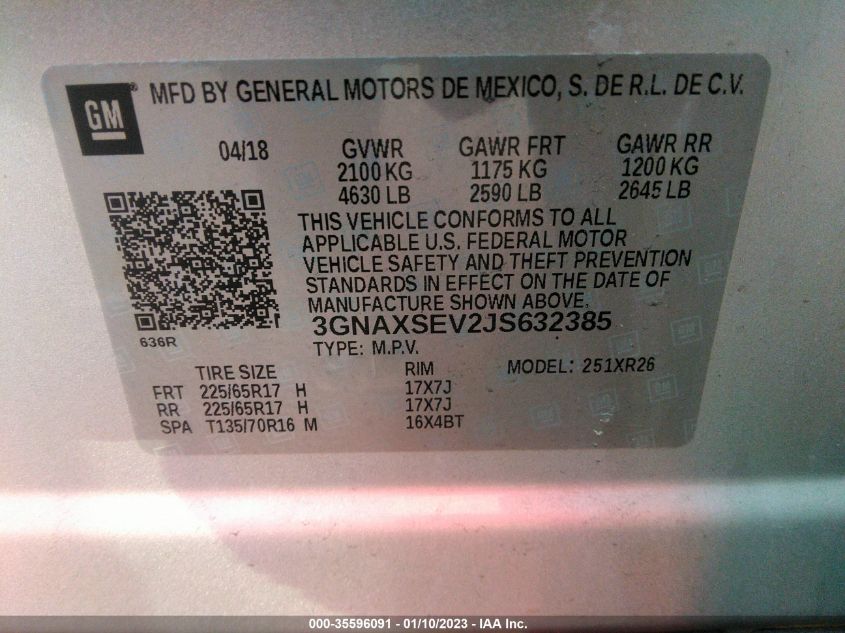 GM ® MFD BY GENERAL MOTORS DE MEXICO, S. DE R.L. DE C.V.
04/18 GVWR GAWR FRT GAWR RR
2100 KG 1175 KG 1200 KG
4630 LB 2590 LB 2645 LB
THIS VEHICLE CONFORMS TO ALL
APPLICABLE U.S. FEDERAL MOTOR
VEHICLE SAFETY AND THEFT PREVENTION
STANDARDS IN EFFECT ON THE DATE OF
MANUFACTURE SHOWN ABOVE.
3GNAXSEV2JS632385
636R
TYPE: M.P.V. MODEL: 251XR26
TIRE SIZE RIM
FRT 225/65R17 H 17X7J
RR 225/65R17 H 17X7J
SPA T135/70R16 M 16X4BT
000-35596091 - 01/10/2023 - IAA Inc.